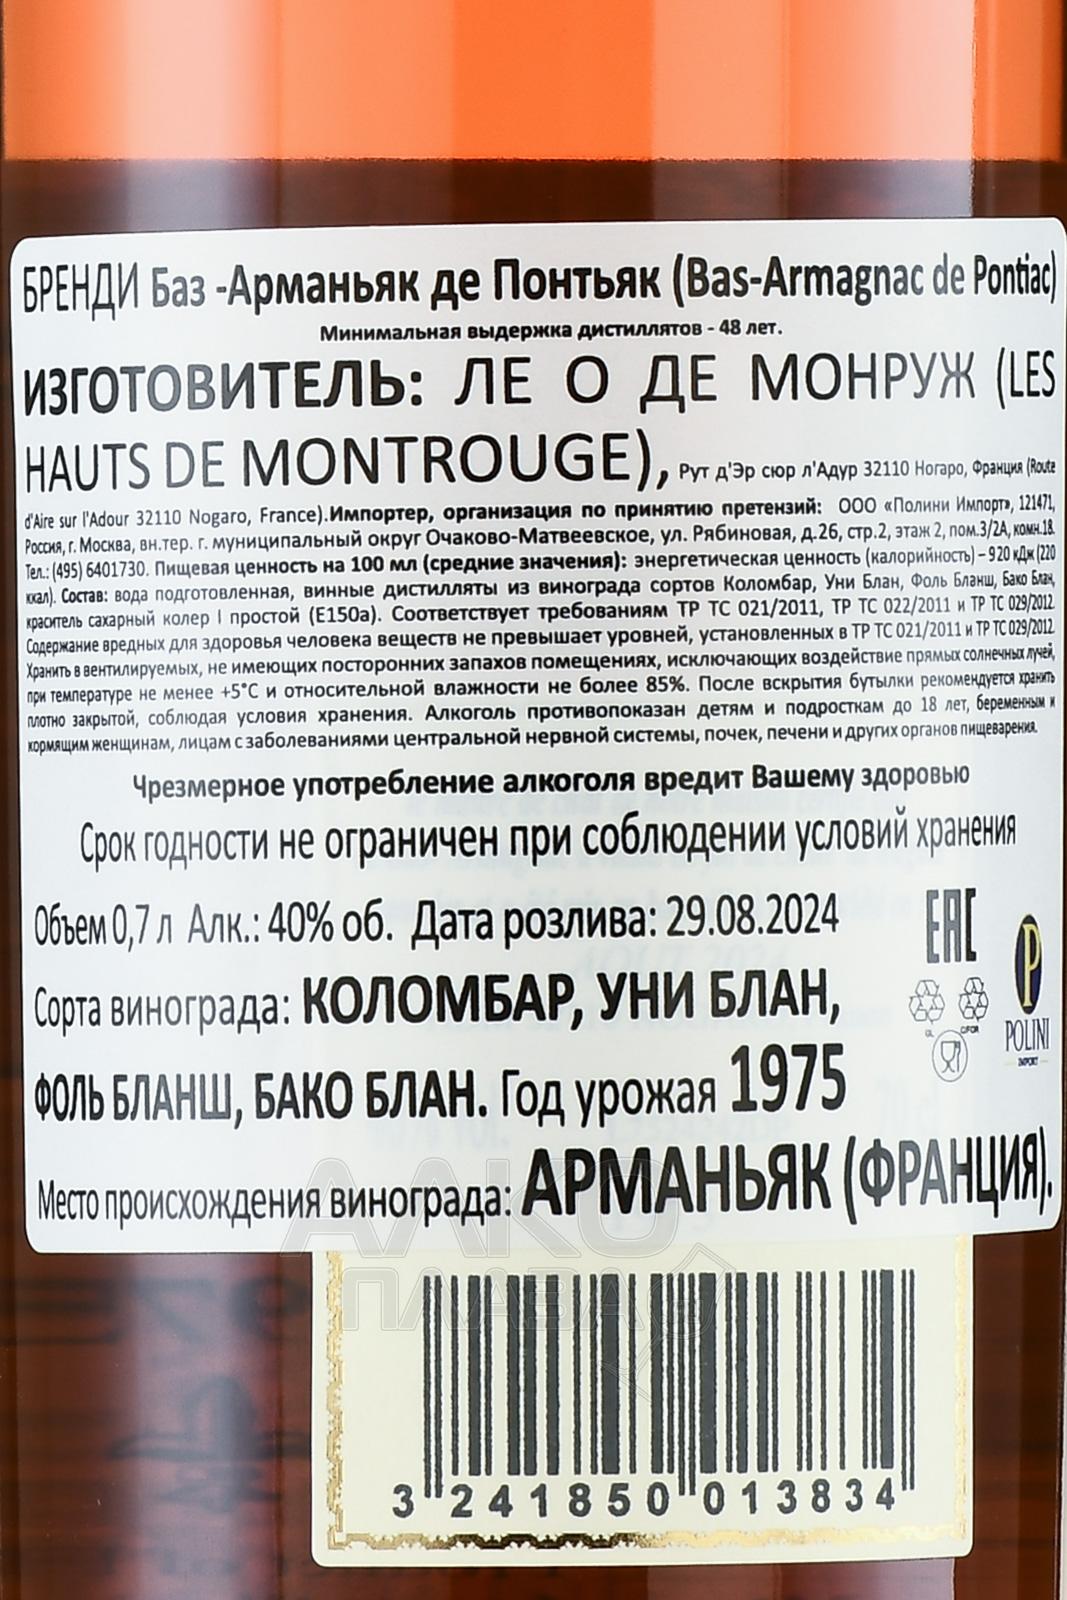 БРЕНДИ Баз -Арманьяк де Понтьяк (Bas-Armagnac de Pontiac)
Минимальная выдержка дистиллятов - 48 лет.
ИЗГОТОВИТЕЛЬ: ЛЕ О ДЕ МОНРУЖ (LES
HAUTS DE MONTROUGE), Рут д'Эр сюр л'Адур 32110 Ногаро, Франция (Route
d'Aire sur l'Adour 32110 Nogaro, France).Импортер, организация по принятию претензий: ООО «Полини Импорт», 121471,
Россия, г. Москва, вн.тер. г. муниципальный округ Очаково-Матвеевское, ул. Рябиновая, д.26, стр.2, этаж 2, пом.3/2А, комн.18.
Тел.: (495) 6401730. Пищевая ценность на 100 мл (средние значения): энергетическая ценность (калорийность) – 920 кДж (220
ккал). Состав: вода подготовленная, винные дистилляты из винограда сортов Коломбар, Уни Блан, Фоль Бланш, Бако Блан,
краситель сахарный колер I простой (Е150а). Соответствует требованиям ТР ТС 021/2011, ТР ТС 022/2011 и ТР ТС 029/2012.
Содержание вредных для здоровья человека веществ не превышает уровней, установленных в ТР ТС 021/2011 и ТР ТС 029/2012.
Хранить в вентилируемых, не имеющих посторонних запахов помещениях, исключающих воздействие прямых солнечных лучей,
при температуре не менее +5°С и относительной влажности не более 85%. После вскрытия бутылки рекомендуется хранить
плотно закрытой, соблюдая условия хранения. Алкоголь противопоказан детям и подросткам до 18 лет, беременным и
кормящим женщинам, лицам с заболеваниями центральной нервной системы, почек, печени и других органов пищеварения.
Чрезмерное употребление алкоголя вредит Вашему здоровью
Срок годности не ограничен при соблюдении условий хранения
Объем 0,7 л Алк.: 40% об. Дата розлива: 29.08.2024
EAC
Сорта винограда: КОЛОМБАР, УНИ БЛАН,
GL C/FOR
P
POLINI
IMPORT
ФОЛЬ БЛАНШ, БАКО БЛАН. Год урожая 1975
Место происхождения винограда: АРМАНЬЯК (ФРАНЦИЯ).
АЛКО
ПЛАВА
3 241850 013834